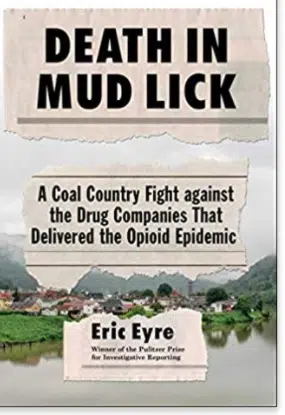 DEATH IN
MUD LICK
A Coal Country Fight against
the Drug Companies That
Delivered the Opioid Epidemic
Eric Eyre
Winner of the Pulitzer Prize
for Investigative Reporting